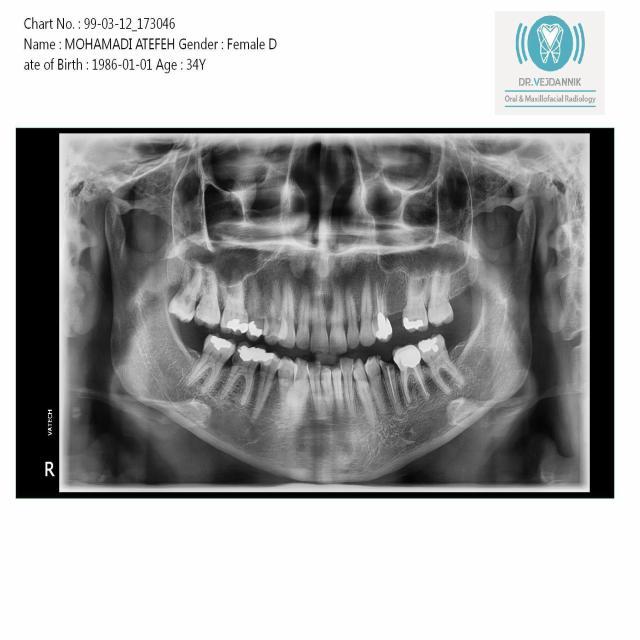 Chart No. : 99-03-12_173046
Name : MOHAMADI ATEFEH Gender : Female D
ate of Birth : 1986-01-01 Age : 34Y
DR.VEJDANNIK
Oral & Maxillofacial Radiology
VATECH
R